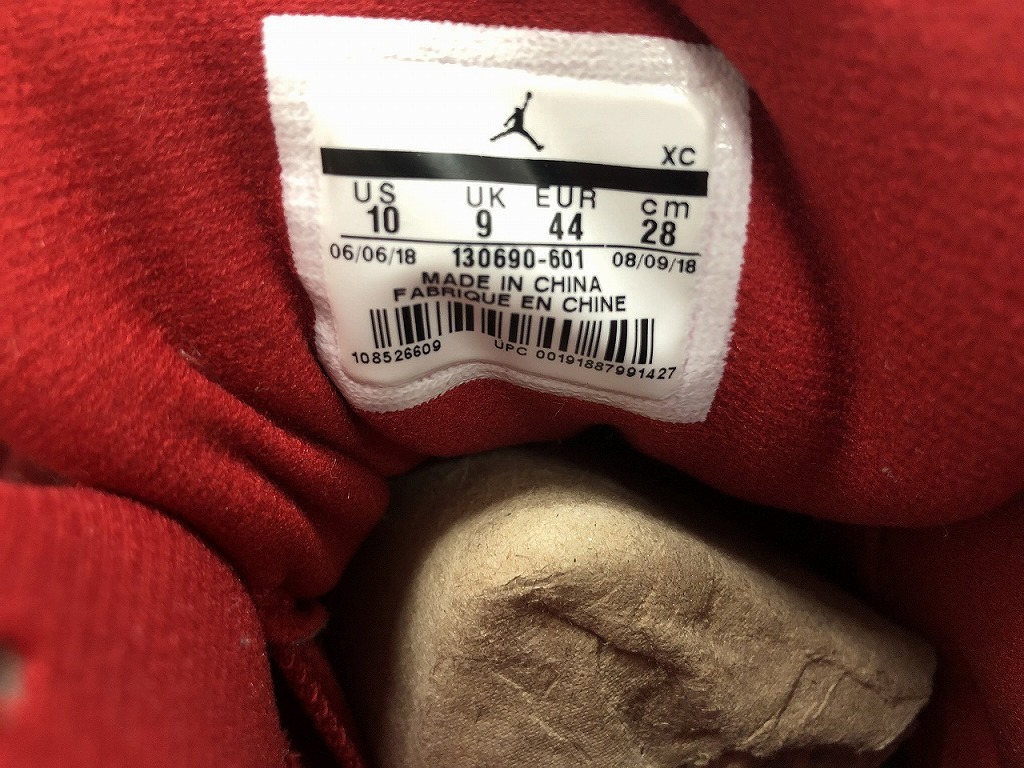 XC
US UK EUR cm
10 9 44 28
06/06/18 130690-601 08/09/18
MADE IN CHINA
FABRIQUE EN CHINE
108526609 UPC 00191887991427